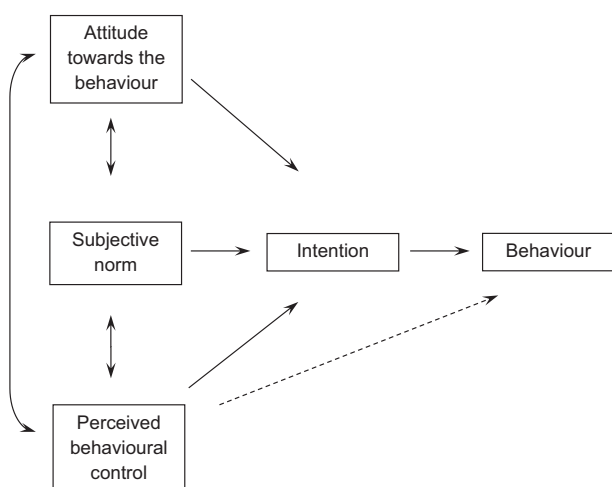 Attitude
towards the
behaviour
Subjective
norm
Intention
Behaviour
Perceived
behavioural
control